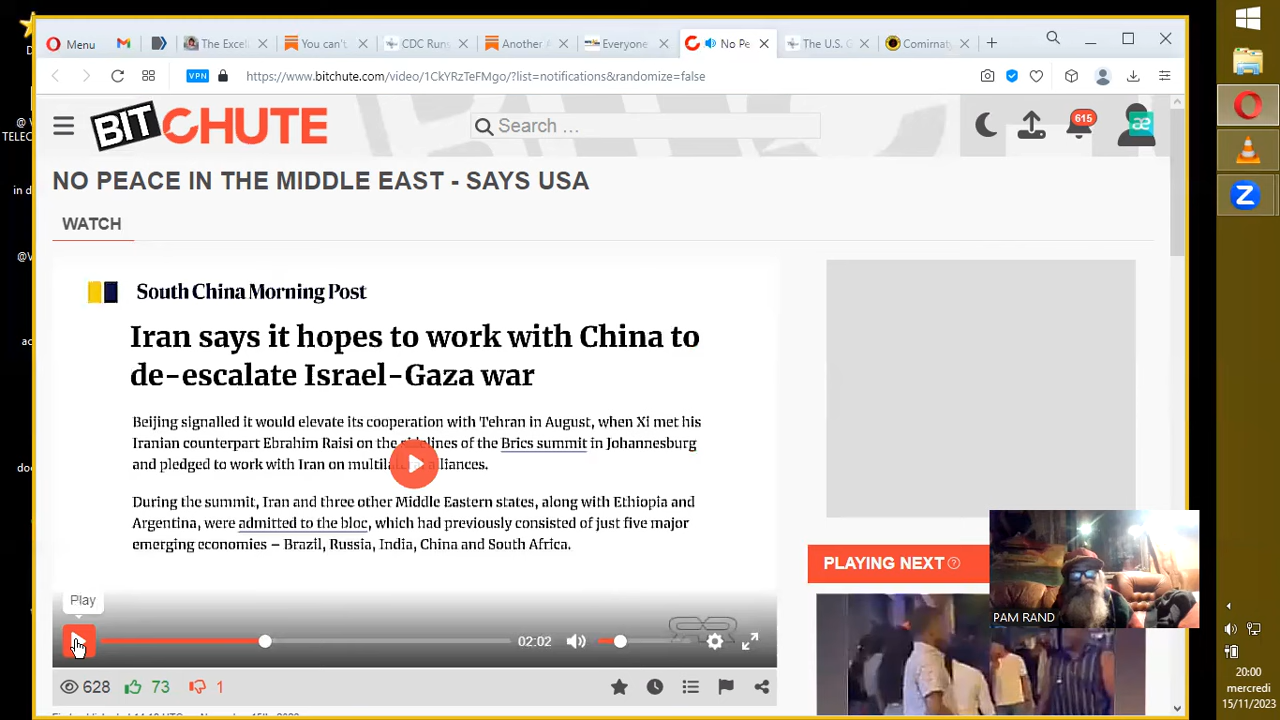 Menu
The Excell
You can't
CDC Run
Another
Everyone
No Pe
The U.S. G
Comirnaty
VPN
https://www.bitchute.com/video/1CkYRzTeFMgo/?list=notifications&randomize=false
BITCHUTE
Search ...
615
æ
NO PEACE IN THE MIDDLE EAST - SAYS USA
WATCH
South China Morning Post
Iran says it hopes to work with China to
de-escalate Israel-Gaza war
Beijing signalled it would elevate its cooperation with Tehran in August, when Xi met his
Iranian counterpart Ebrahim Raisi on the sidelines of the Brics summit in Johannesburg
and pledged to work with Iran on multilateral alliances.
During the summit, Iran and three other Middle Eastern states, along with Ethiopia and
Argentina, were admitted to the bloc, which had previously consisted of just five major
emerging economies – Brazil, Russia, India, China and South Africa.
Play
02:02
628
73
1
PLAYING NEXT
PAM RAND
TELEC
in d
20:00
mercredi
15/11/2023